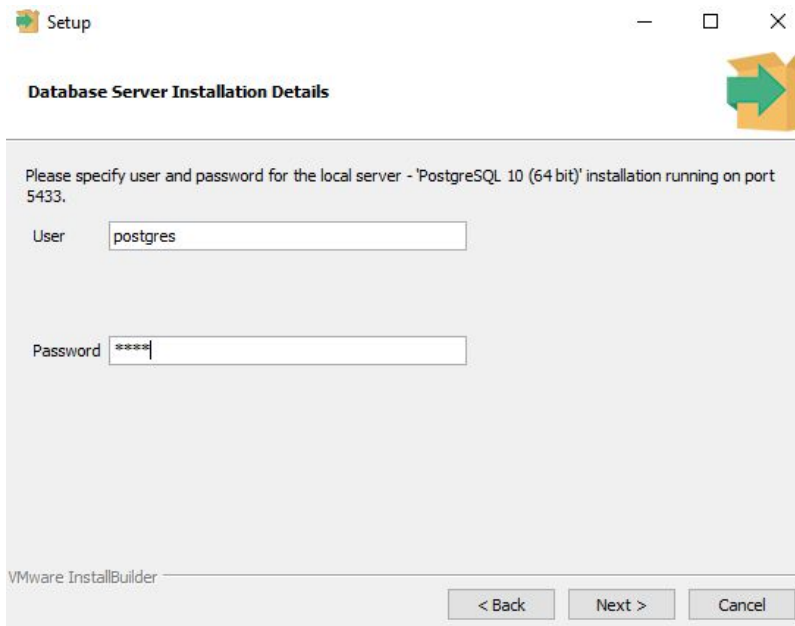 Setup
Database Server Installation Details
Please specify user and password for the local server - 'PostgreSQL 10 (64 bit)' installation running on port
5433.
User postgres
Password ****
VMware InstallBuilder
< Back Next > Cancel